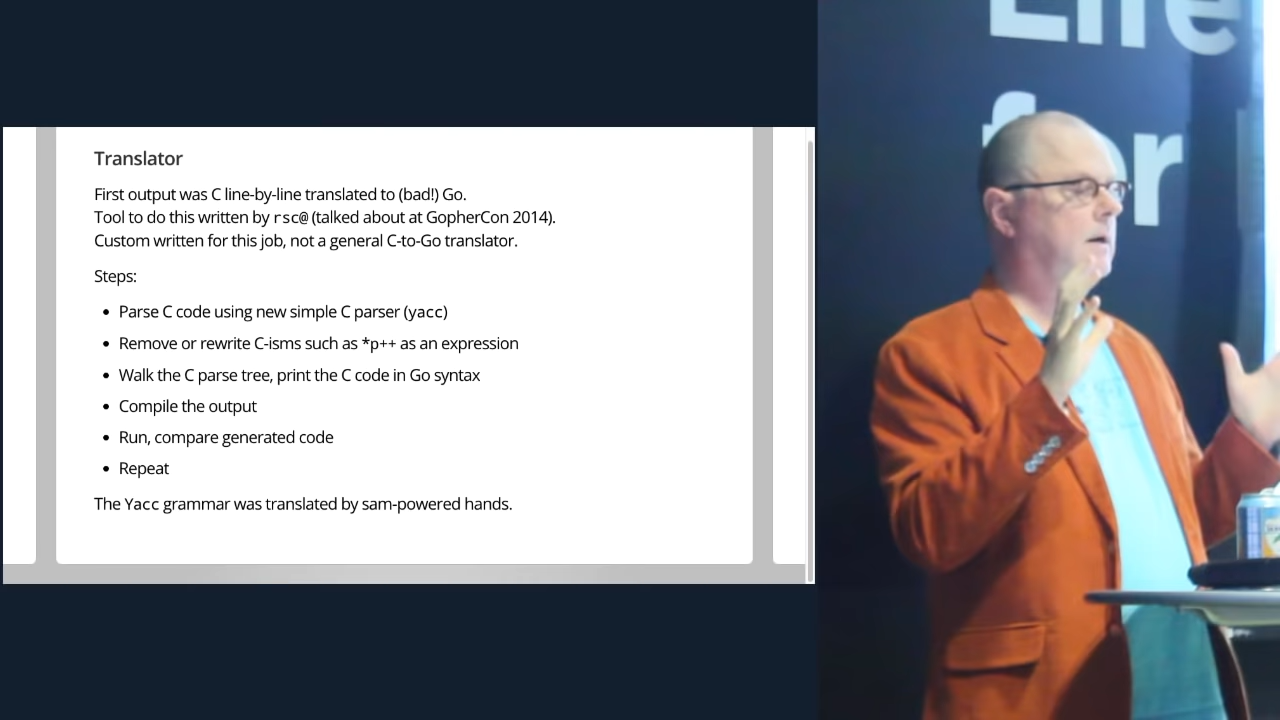 Life
for
Translator
First output was C line-by-line translated to (bad!) Go.
Tool to do this written by rsc@ (talked about at GopherCon 2014).
Custom written for this job, not a general C-to-Go translator.
Steps:
• Parse C code using new simple C parser (yacc)
• Remove or rewrite C-isms such as *p++ as an expression
• Walk the C parse tree, print the C code in Go syntax
• Compile the output
• Run, compare generated code
• Repeat
The Yacc grammar was translated by sam-powered hands.